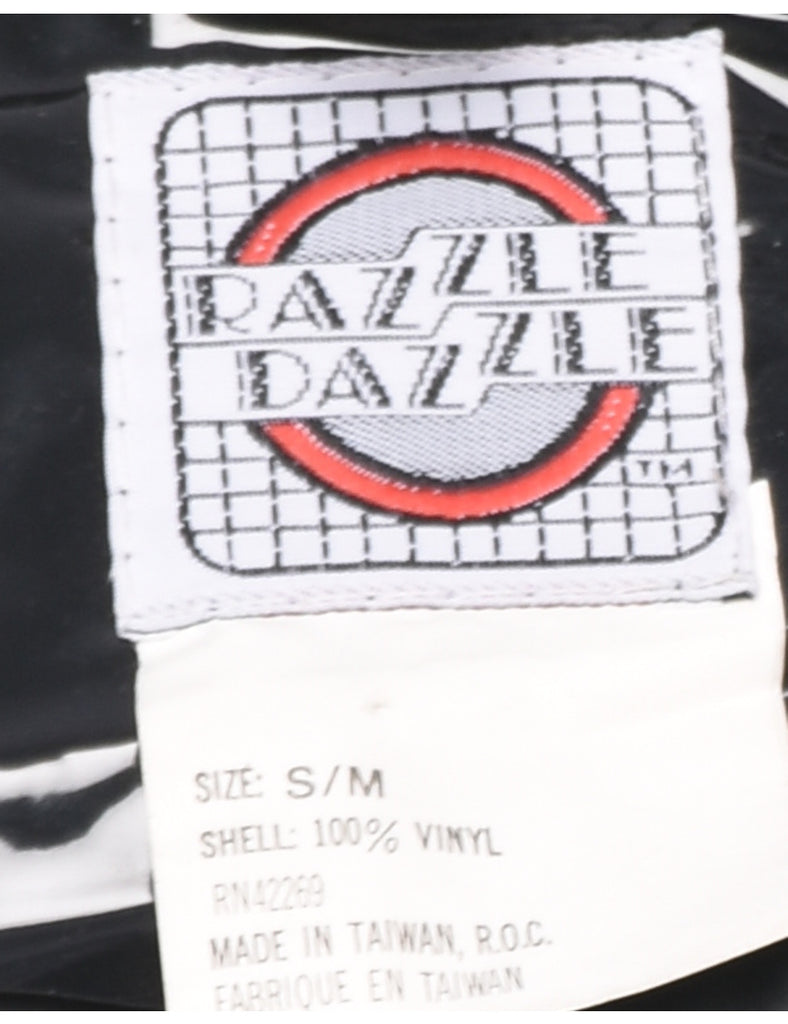 RAZZLE
DAZZLE
TM
SIZE: S/M
SHELL: 100% VINYL
RN42269
MADE IN TAIWAN, R.O.C.
FABRIQUE EN TAIWAN